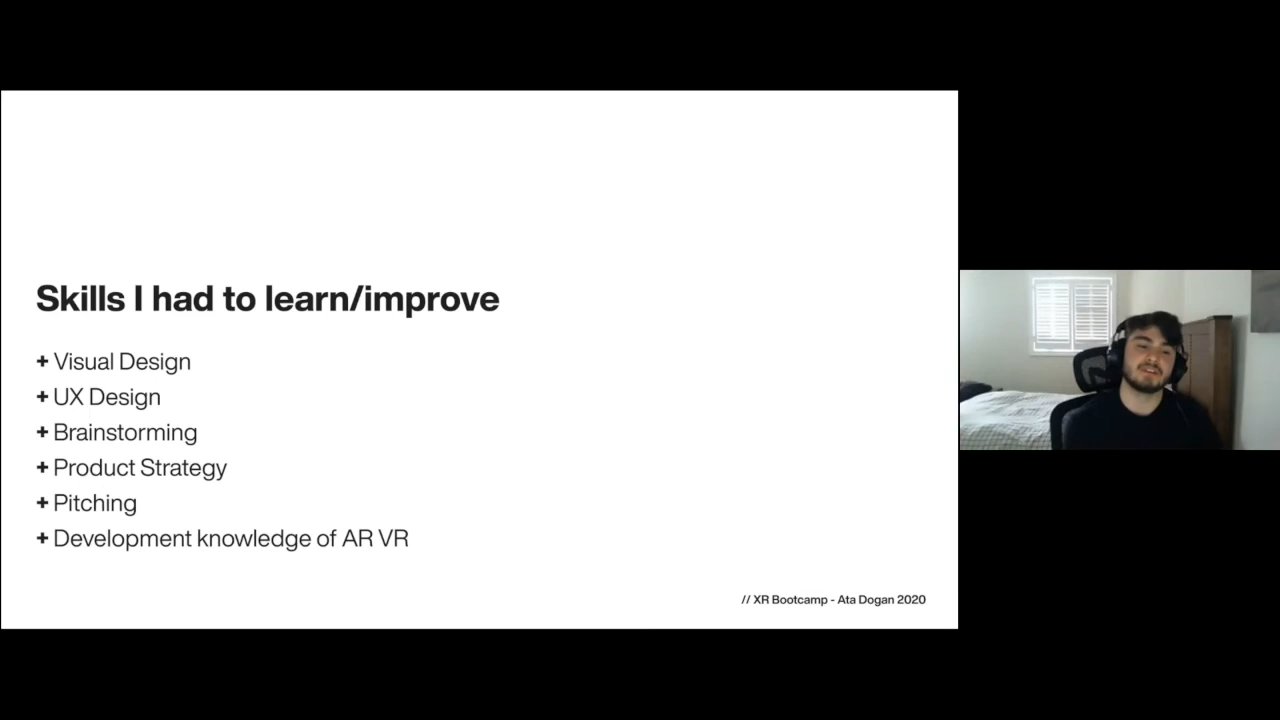 Skills I had to learn/improve
+ Visual Design
+ UX Design
+ Brainstorming
+ Product Strategy
+ Pitching
+ Development knowledge of AR VR
// XR Bootcamp - Ata Dogan 2020